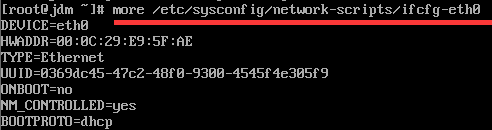 [root@jdm ~]# more /etc/sysconfig/network-scripts/ifcfg-eth0
DEVICE=eth0
HWADDR=00:0C:29:E9:5F:AE
TYPE=Ethernet
UUID=0369dc45-47c2-48f0-9300-4545f4e305f9
ONBOOT=no
NM_CONTROLLED=yes
BOOTPROTO=dhcp